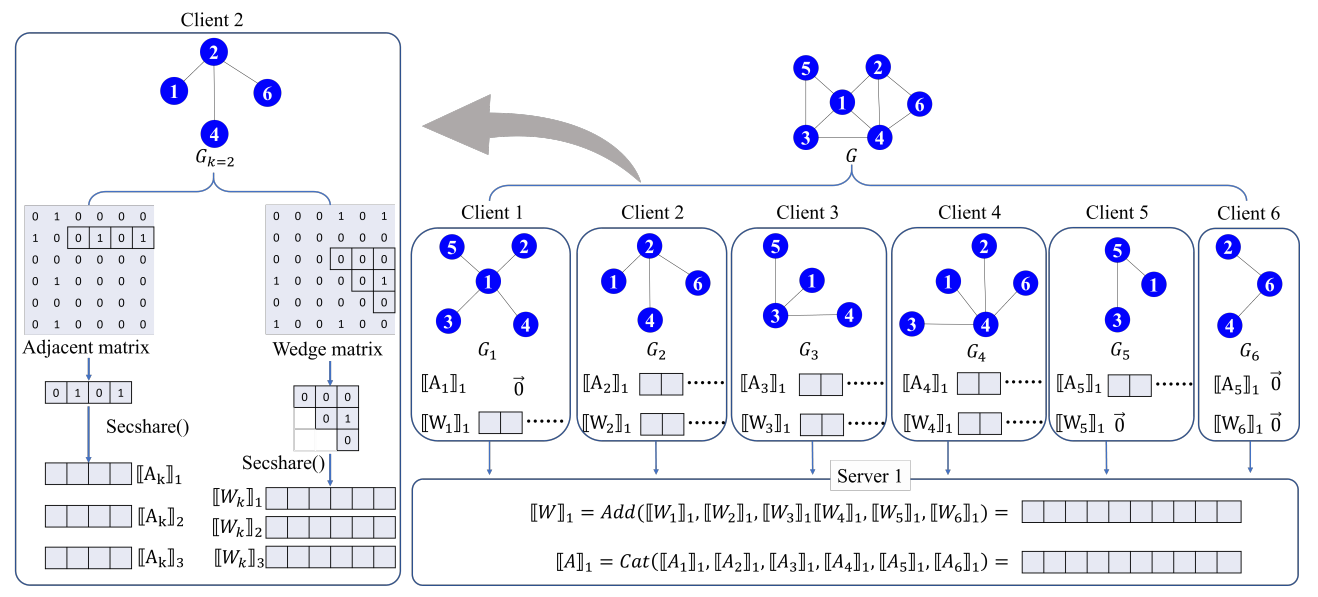 Client 2
2
1
6
4
G_{k=2}
0 1 0 0 0 0
1 0 0 1 0 1
0 0 0 0 0 0
0 1 0 0 0 0
0 0 0 0 0 0
0 1 0 0 0 0
Adjacent matrix
0 1 0 1
Secshare()
⟦A_k⟧_1
⟦A_k⟧_2
⟦A_k⟧_3
0 0 0 1 0 1
0 0 0 0 0 0
0 0 0 0 0 0
1 0 0 0 0 1
0 0 0 0 0 0
1 0 0 1 0 0
Wedge matrix
0 0 0
0 1
0
Secshare()
⟦W_k⟧_1
⟦W_k⟧_2
⟦W_k⟧_3
5 2
1 6
3 4
G
Client 1
5 2
1
3 4
G_1
⟦A_1⟧_1 \vec{0}
⟦W_1⟧_1 ······
Client 2
2
1 6
4
G_2
⟦A_2⟧_1 ······
⟦W_2⟧_1 ······
Client 3
5
1
3 4
G_3
⟦A_3⟧_1 ······
⟦W_3⟧_1 ······
Client 4
2
1 6
3 4
G_4
⟦A_4⟧_1 ······
⟦W_4⟧_1 ······
Client 5
5
1
3
G_5
⟦A_5⟧_1 ······
⟦W_5⟧_1 \vec{0}
Client 6
2
6
4
G_6
⟦A_5⟧_1 \vec{0}
⟦W_6⟧_1 \vec{0}
Server 1
⟦W⟧_1 = Add(⟦W_1⟧_1, ⟦W_2⟧_1, ⟦W_3⟧_1⟦W_4⟧_1, ⟦W_5⟧_1, ⟦W_6⟧_1) =
⟦A⟧_1 = Cat(⟦A_1⟧_1, ⟦A_2⟧_1, ⟦A_3⟧_1, ⟦A_4⟧_1, ⟦A_5⟧_1, ⟦A_6⟧_1) =